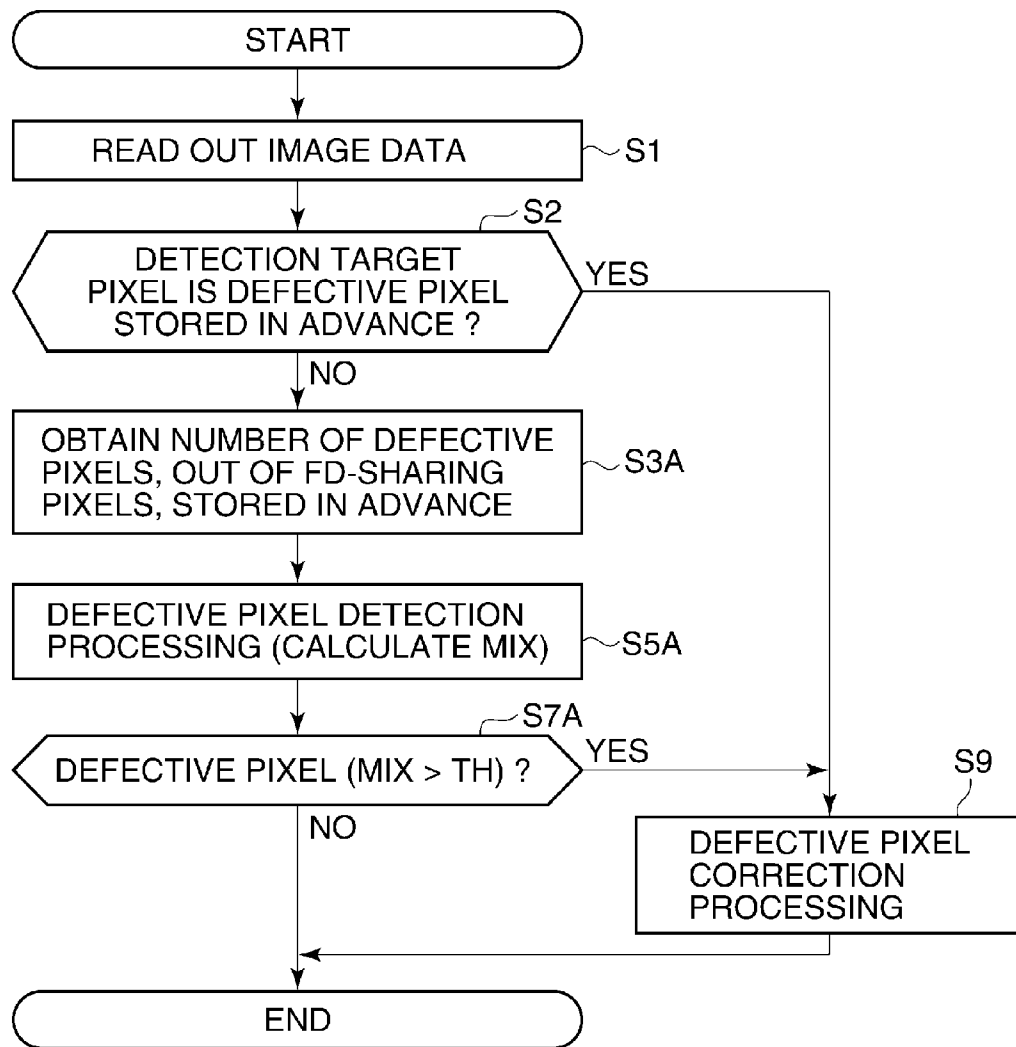 START
READ OUT IMAGE DATA
S1
S2
DETECTION TARGET
PIXEL IS DEFECTIVE PIXEL
STORED IN ADVANCE ?
YES
NO
OBTAIN NUMBER OF DEFECTIVE
PIXELS, OUT OF FD-SHARING
PIXELS, STORED IN ADVANCE
S3A
DEFECTIVE PIXEL DETECTION
PROCESSING (CALCULATE MIX)
S5A
S7A
DEFECTIVE PIXEL (MIX > TH) ?
YES
NO
S9
DEFECTIVE PIXEL
CORRECTION
PROCESSING
END